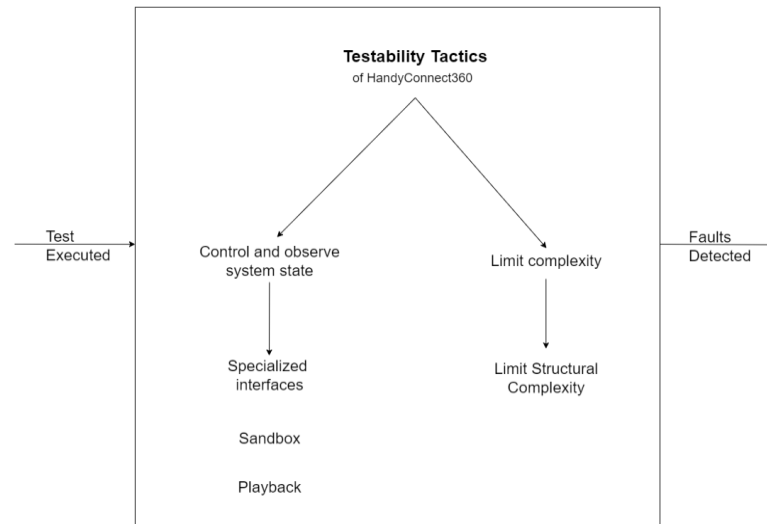 Testability Tactics
of HandyConnect360
Test
Executed
Faults
Detected
Control and observe
system state
Limit complexity
Specialized
interfaces
Limit Structural
Complexity
Sandbox
Playback